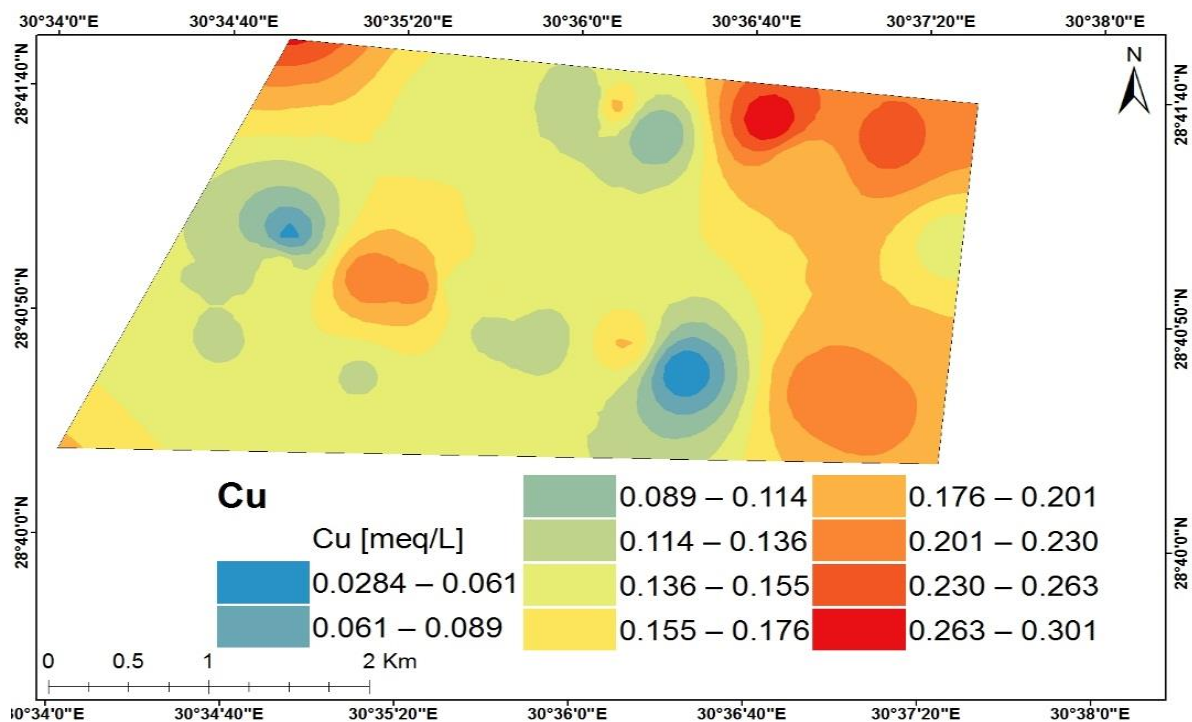 30°34'0"E 30°34'40"E 30°35'20"E 30°36'0"E 30°36'40"E 30°37'20"E 30°38'0"E
N
28°41'40"N 28°41'40"N
28°40'50"N 28°40'50"N
28°40'0"N 28°40'0"N
Cu
Cu [meq/L]
0.0284 – 0.061
0.061 – 0.089
0.089 – 0.114
0.114 – 0.136
0.136 – 0.155
0.155 – 0.176
0.176 – 0.201
0.201 – 0.230
0.230 – 0.263
0.263 – 0.301
0 0.5 1 2 Km
30°34'0"E 30°34'40"E 30°35'20"E 30°36'0"E 30°36'40"E 30°37'20"E 30°38'0"E